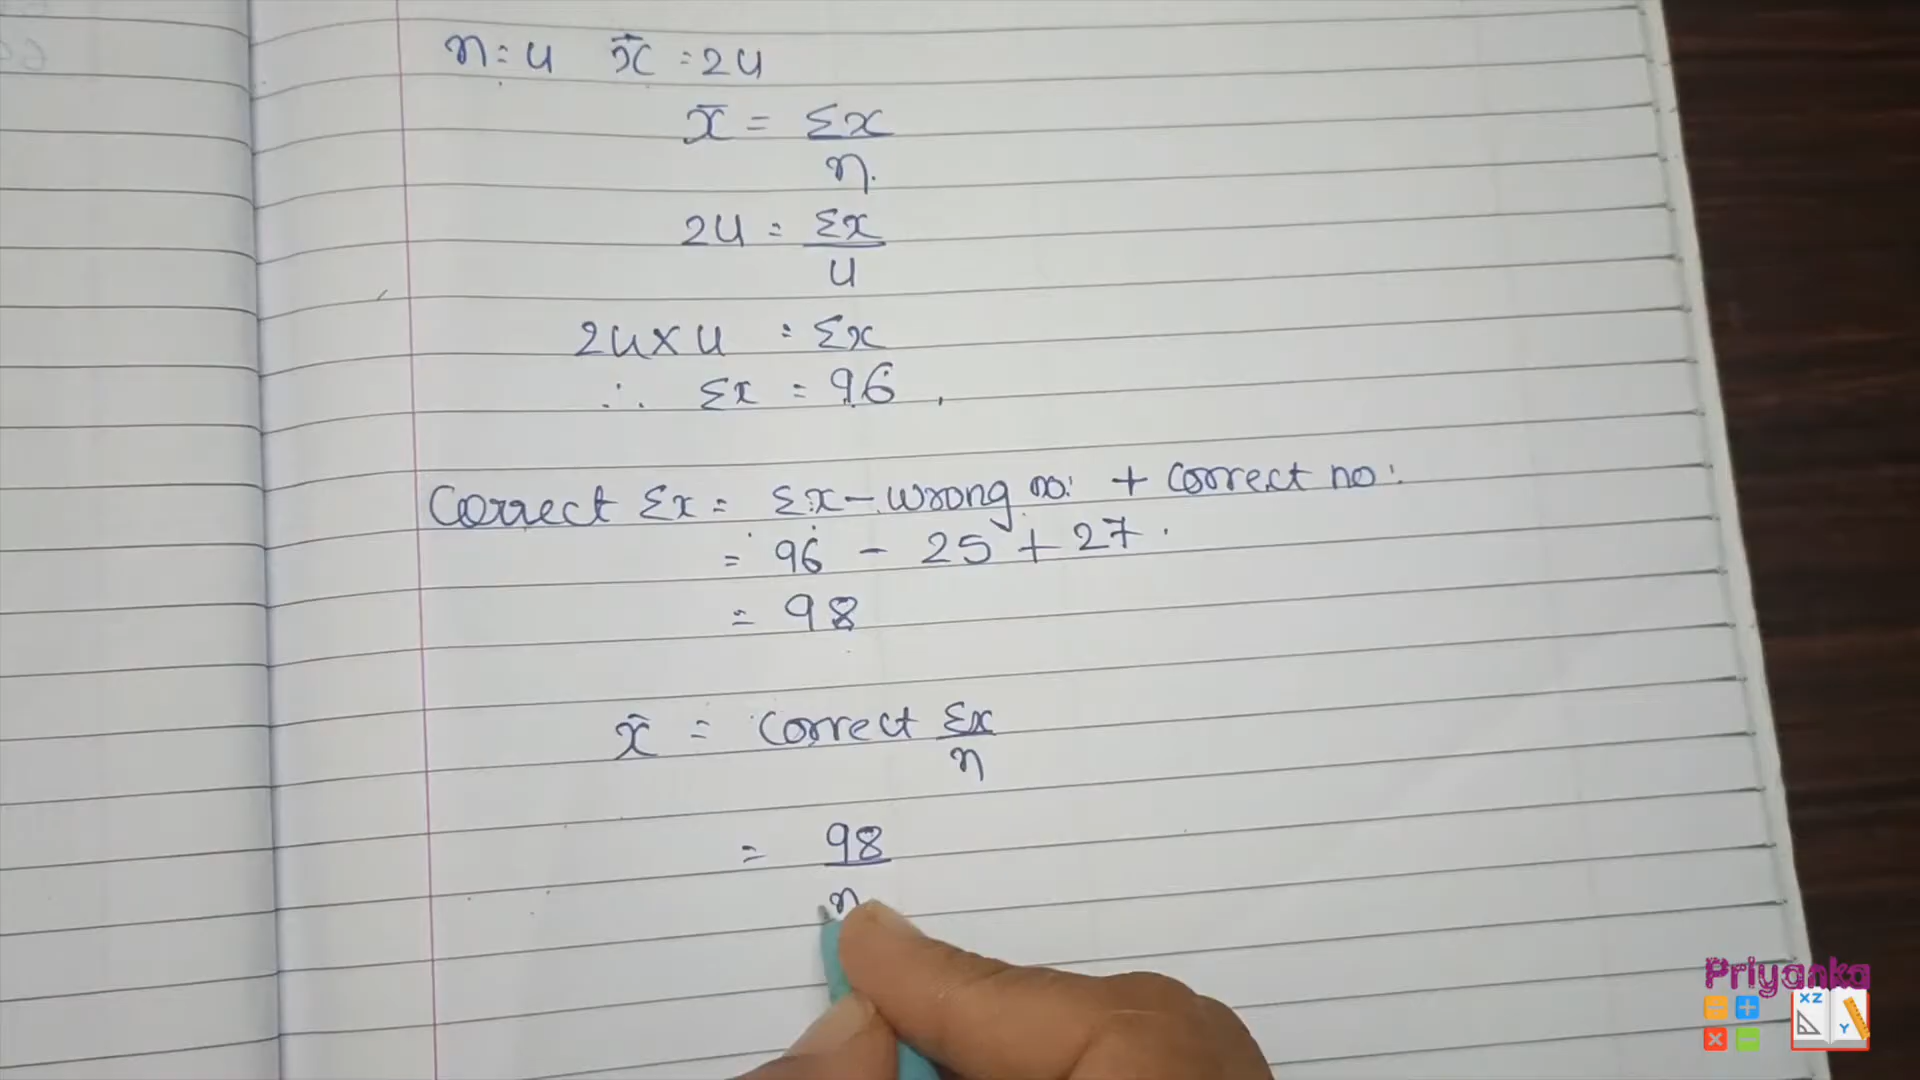 n = 4 x̄ = 24
x̄ = Σx
n.
24 = Σx
4
24 x 4 = Σx
∴ Σx = 96
Correct Σx = Σx - wrong no: + correct no:
= 96 - 25 + 27.
= 98
x̄ = correct Σx
n
= 98
n
Priyanka
XZ
Y